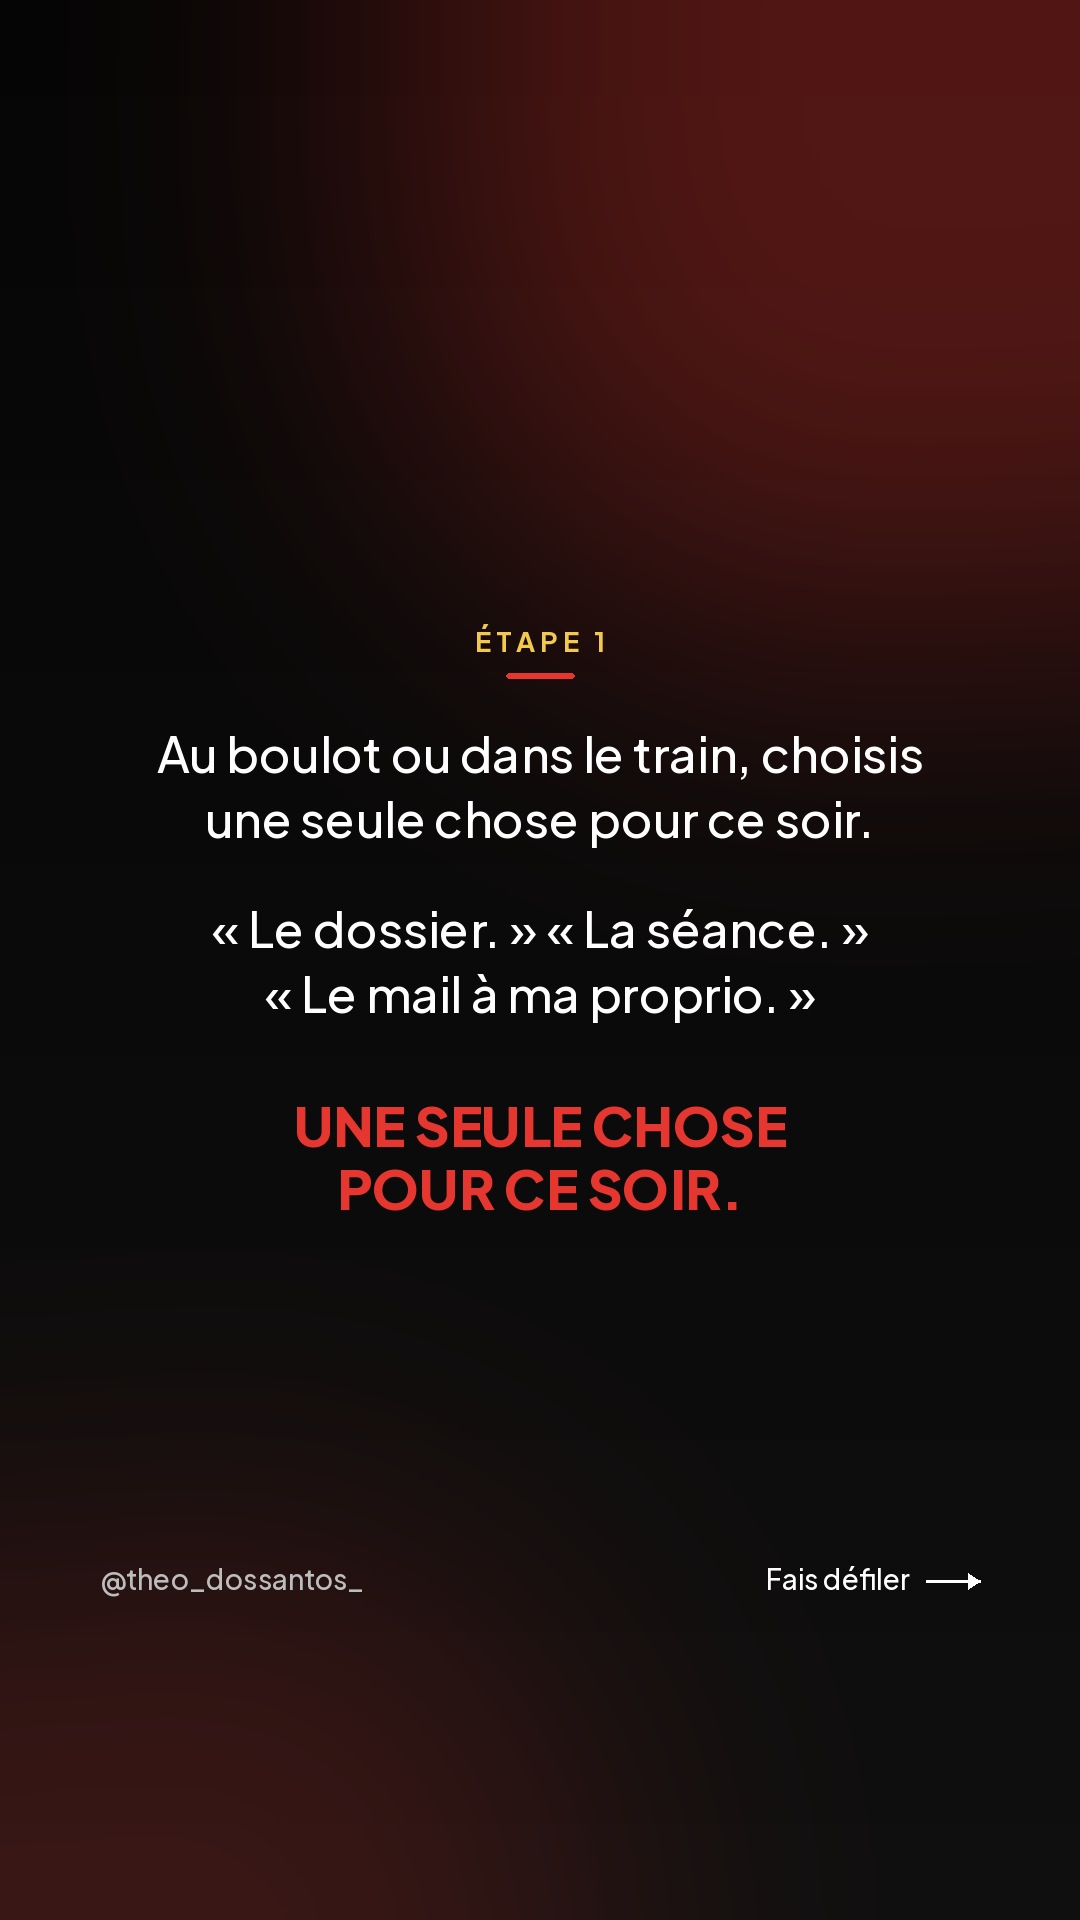 ÉTAPE 1
Au boulot ou dans le train, choisis
une seule chose pour ce soir.
« Le dossier. » « La séance. »
« Le mail à ma proprio. »
UNE SEULE CHOSE
POUR CE SOIR.
@theo_dossantos_
Fais défiler